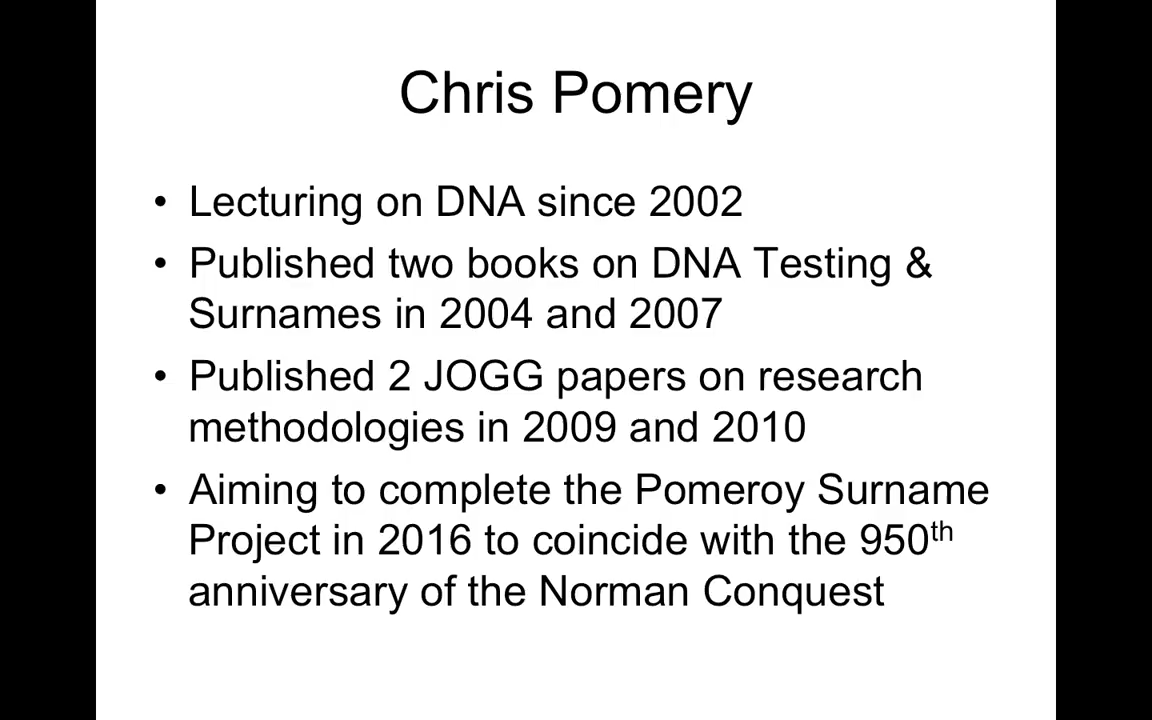 Chris Pomery
• Lecturing on DNA since 2002
• Published two books on DNA Testing &
Surnames in 2004 and 2007
• Published 2 JOGG papers on research
methodologies in 2009 and 2010
• Aiming to complete the Pomeroy Surname
Project in 2016 to coincide with the 950th
anniversary of the Norman Conquest